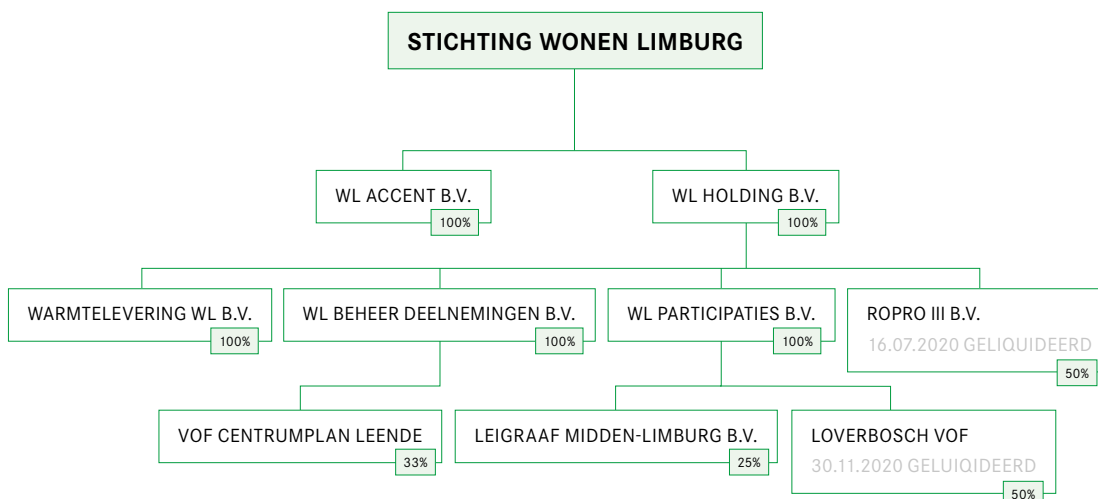 STICHTING WONEN LIMBURG
WL ACCENT B.V.
100%
WL HOLDING B.V.
100%
WARMTELEVERING WL B.V.
100%
WL BEHEER DEELNEMINGEN B.V.
100%
WL PARTICIPATIES B.V.
100%
ROPRO III B.V.
16.07.2020 GELIQUIDEERD
50%
VOF CENTRUMPLAN LEENDE
33%
LEIGRAAF MIDDEN-LIMBURG B.V.
25%
LOVERBOSCH VOF
30.11.2020 GELUIQIDEERD
50%